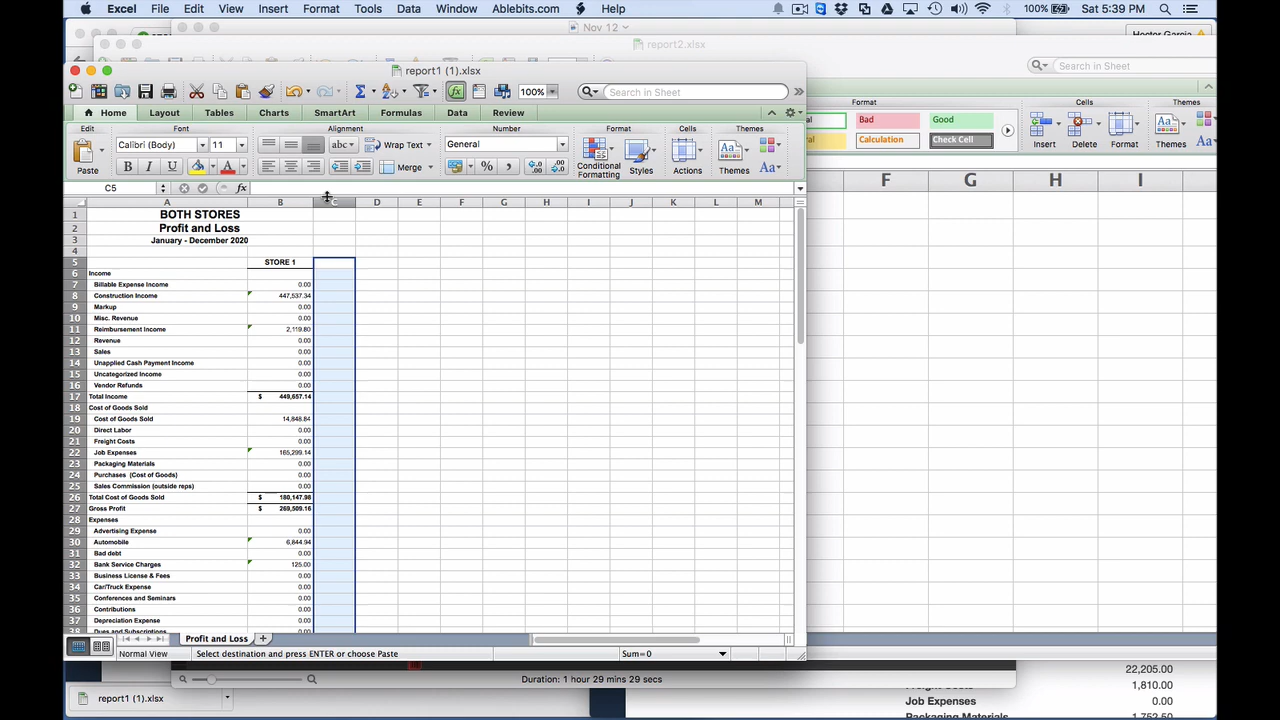 Excel File Edit View Insert Format Tools Data Window Ablebits.com Help 100% Sat 5:39 PM
Nov 12
Hector Garcia
report2.xlsx
Search in Sheet
report1 (1).xlsx
100% Search in Sheet
Home Layout Tables Charts SmartArt Formulas Data Review
Edit Font Alignment Number Format Cells Themes
Format Cells Themes
Calibri (Body) 11 abc Wrap Text General
Bad Good
Calculation Check Cell
Insert Delete Format Themes Aa
Paste B I U A Merge % Conditional Formatting Styles Actions Themes Aa
C5 fx
A B C D E F G H I J K L M
F G H I
1 BOTH STORES
2 Profit and Loss
3 January - December 2020
4
5 STORE 1
6 Income
7 Billable Expense Income 0.00
8 Construction Income 447,537.34
9 Markup 0.00
10 Misc. Revenue 0.00
11 Reimbursement Income 2,119.80
12 Revenue 0.00
13 Sales 0.00
14 Unapplied Cash Payment Income 0.00
15 Uncategorized Income 0.00
16 Vendor Refunds 0.00
17 Total Income $ 449,657.14
18 Cost of Goods Sold
19 Cost of Goods Sold 14,848.84
20 Direct Labor 0.00
21 Freight Costs 0.00
22 Job Expenses 165,299.14
23 Packaging Materials 0.00
24 Purchases (Cost of Goods) 0.00
25 Sales Commission (outside reps) 0.00
26 Total Cost of Goods Sold $ 180,147.98
27 Gross Profit $ 269,509.16
28 Expenses
29 Advertising Expense 0.00
30 Automobile 6,844.94
31 Bad debt 0.00
32 Bank Service Charges 125.00
33 Business License & Fees 0.00
34 Car/Truck Expense 0.00
35 Conferences and Seminars 0.00
36 Contributions 0.00
37 Depreciation Expense 0.00
38 Dues and Subscriptions 0.00
Profit and Loss
Normal View Select destination and press ENTER or choose Paste Sum=0
Duration: 1 hour 29 mins 29 secs
report1 (1).xlsx
22,205.00
Freight Costs 1,810.00
Job Expenses 22,205.00
Packaging Materials 1,752.50